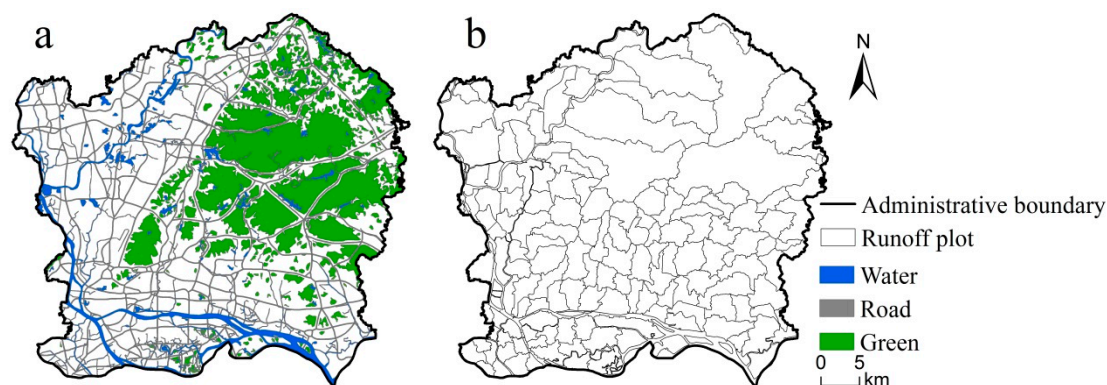 a
b
N
Administrative boundary
Runoff plot
Water
Road
Green
0 5
km